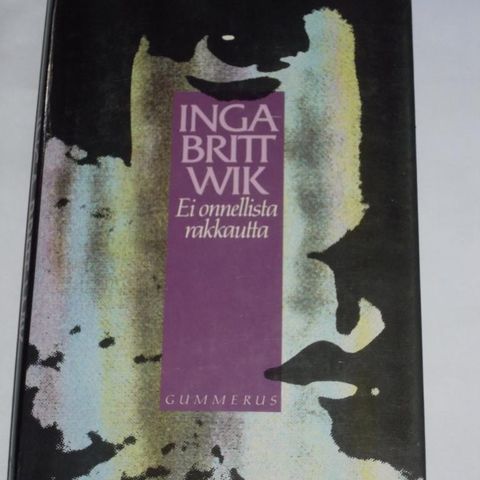 INGA-
BRITT
WIK
Ei onnellista
rakkautta
GUMMERUS